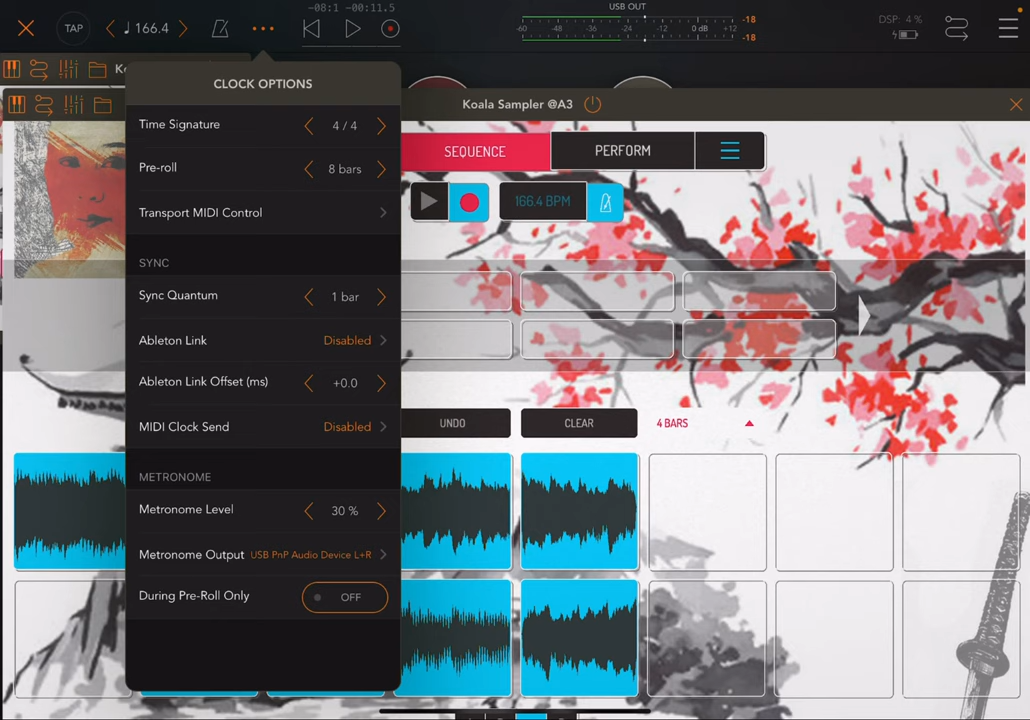 -08:1 -00:11.5
USB OUT
TAP
166.4
-18
-60 -48 -36 -24 -12 0 dB +12
-18
DSP: 4 %
Ko
CLOCK OPTIONS
Koala Sampler @A3
Time Signature 4 / 4
Pre-roll 8 bars
Transport MIDI Control
SYNC
Sync Quantum 1 bar
Ableton Link Disabled
Ableton Link Offset (ms) +0.0
MIDI Clock Send Disabled
METRONOME
Metronome Level 30 %
Metronome Output USB PnP Audio Device L+R
During Pre-Roll Only OFF
SEQUENCE PERFORM
166.4 BPM
UNDO CLEAR 4 BARS